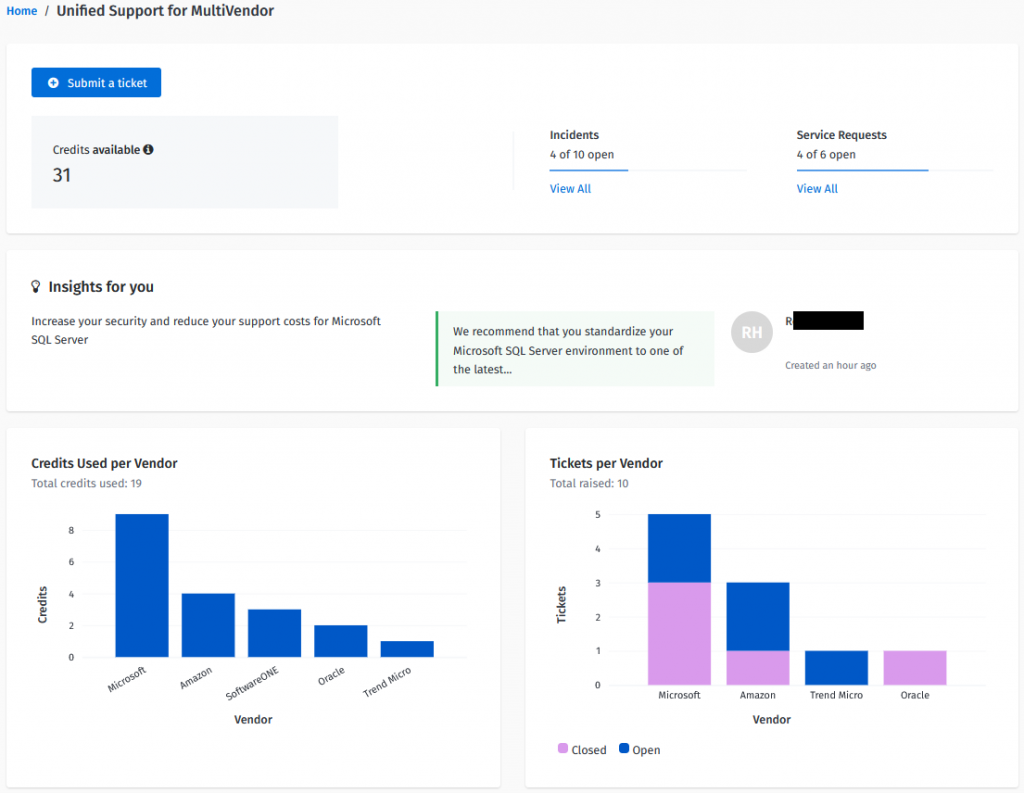 Home / Unified Support for MultiVendor
Submit a ticket
Credits available
31
Incidents
4 of 10 open
View All
Service Requests
4 of 6 open
View All
Insights for you
Increase your security and reduce your support costs for Microsoft
SQL Server
We recommend that you standardize your
Microsoft SQL Server environment to one of
the latest...
RH
R
Created an hour ago
Credits Used per Vendor
Total credits used: 19
Credits
8
6
4
2
0
Microsoft
Amazon
SoftwareONE
Oracle
Trend Micro
Vendor
Tickets per Vendor
Total raised: 10
Tickets
5
4
3
2
1
0
Microsoft
Amazon
Trend Micro
Oracle
Vendor
Closed
Open